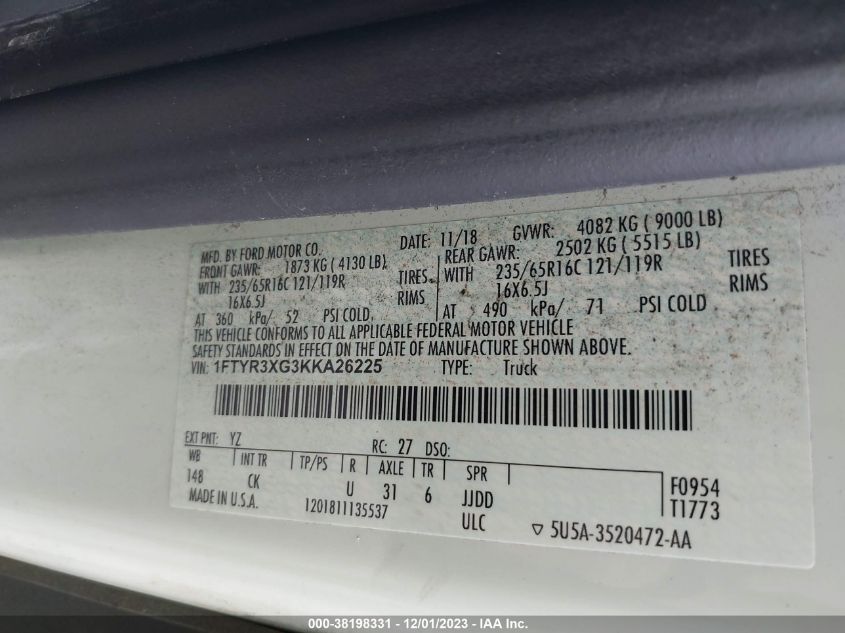 MFD. BY FORD MOTOR CO. DATE: 11/18 GVWR: 4082 KG ( 9000 LB)
FRONT GAWR: 1873 KG ( 4130 LB) REAR GAWR: 2502 KG ( 5515 LB)
WITH 235/65R16C 121/119R TIRES WITH 235/65R16C 121/119R TIRES
16X6.5J RIMS 16X6.5J RIMS
AT 360 kPa/ 52 PSI COLD AT 490 kPa/ 71 PSI COLD
THIS VEHICLE CONFORMS TO ALL APPLICABLE FEDERAL MOTOR VEHICLE
SAFETY STANDARDS IN EFFECT ON THE DATE OF MANUFACTURE SHOWN ABOVE.
VIN: 1FTYR3XG3KKA26225 TYPE: Truck
EXT PNT: YZ RC: 27 DSO:
WB INT TR TP/PS R AXLE TR SPR
148 CK U 31 6 JJDD F0954
MADE IN U.S.A. 1201811135537 ULC T1773
▽ 5U5A-3520472-AA
000-38198331 - 12/01/2023 - IAA Inc.